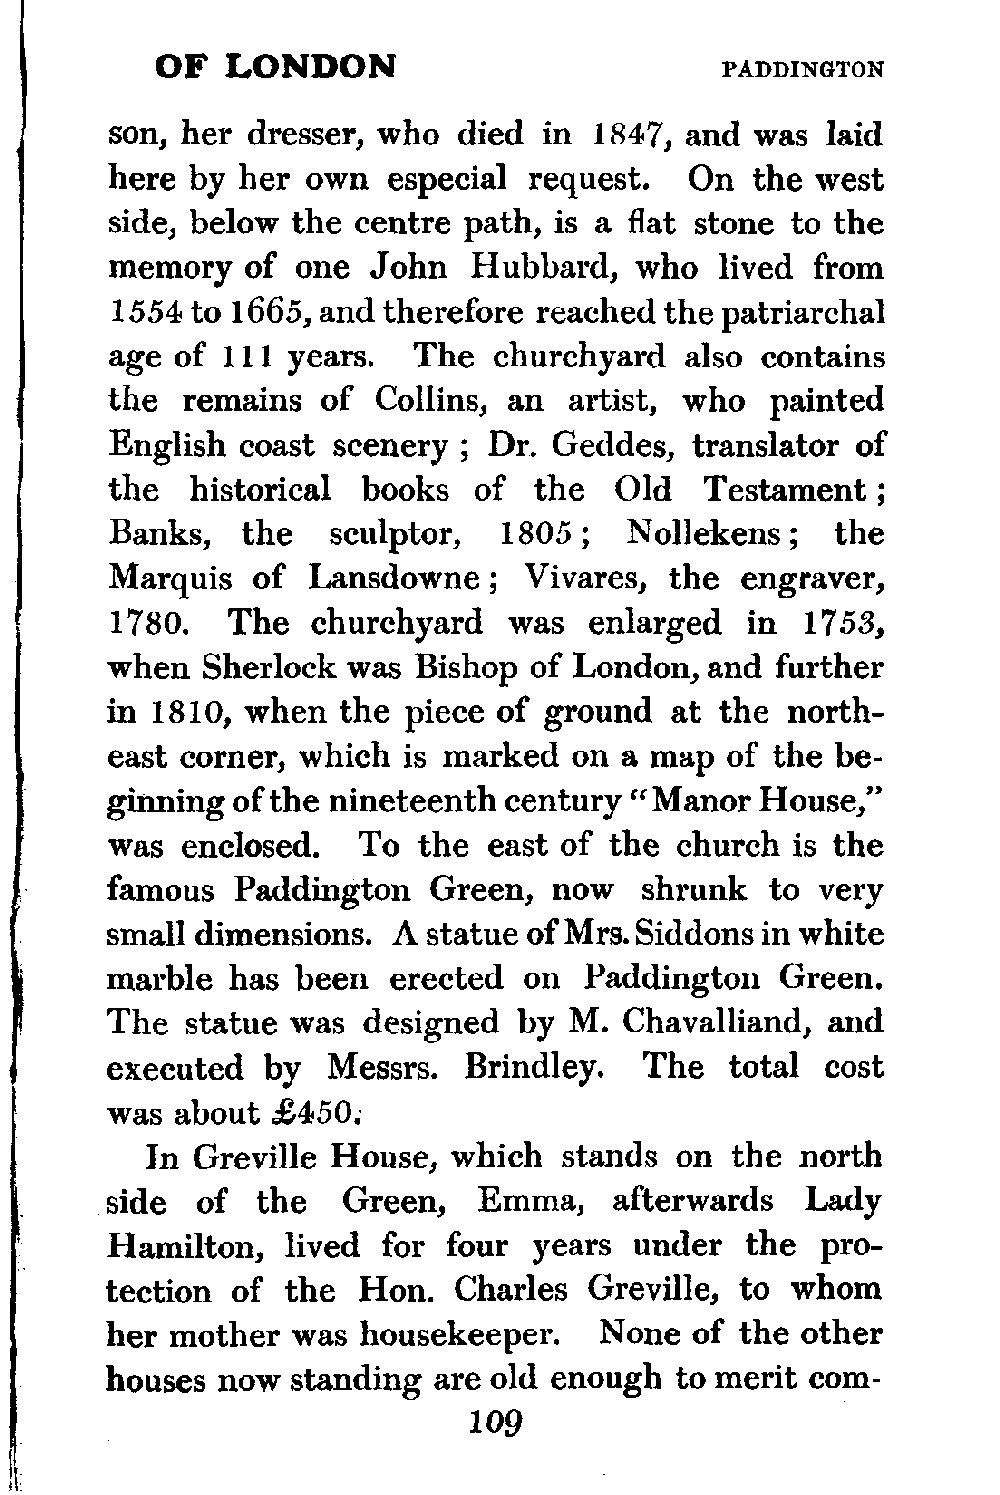 OF LONDON PADDINGTON
son, her dresser, who died in 1847, and was laid
here by her own especial request. On the west
side, below the centre path, is a flat stone to the
memory of one John Hubbard, who lived from
1554 to 1665, and therefore reached the patriarchal
age of 111 years. The churchyard also contains
the remains of Collins, an artist, who painted
English coast scenery ; Dr. Geddes, translator of
the historical books of the Old Testament ;
Banks, the sculptor, 1805 ; Nollekens ; the
Marquis of Lansdowne ; Vivares, the engraver,
1780. The churchyard was enlarged in 1753,
when Sherlock was Bishop of London, and further
in 1810, when the piece of ground at the north-
east corner, which is marked on a map of the be-
ginning of the nineteenth century “Manor House,”
was enclosed. To the east of the church is the
famous Paddington Green, now shrunk to very
small dimensions. A statue of Mrs. Siddons in white
marble has been erected on Paddington Green.
The statue was designed by M. Chavalliand, and
executed by Messrs. Brindley. The total cost
was about £450.
In Greville House, which stands on the north
side of the Green, Emma, afterwards Lady
Hamilton, lived for four years under the pro-
tection of the Hon. Charles Greville, to whom
her mother was housekeeper. None of the other
houses now standing are old enough to merit com-
109